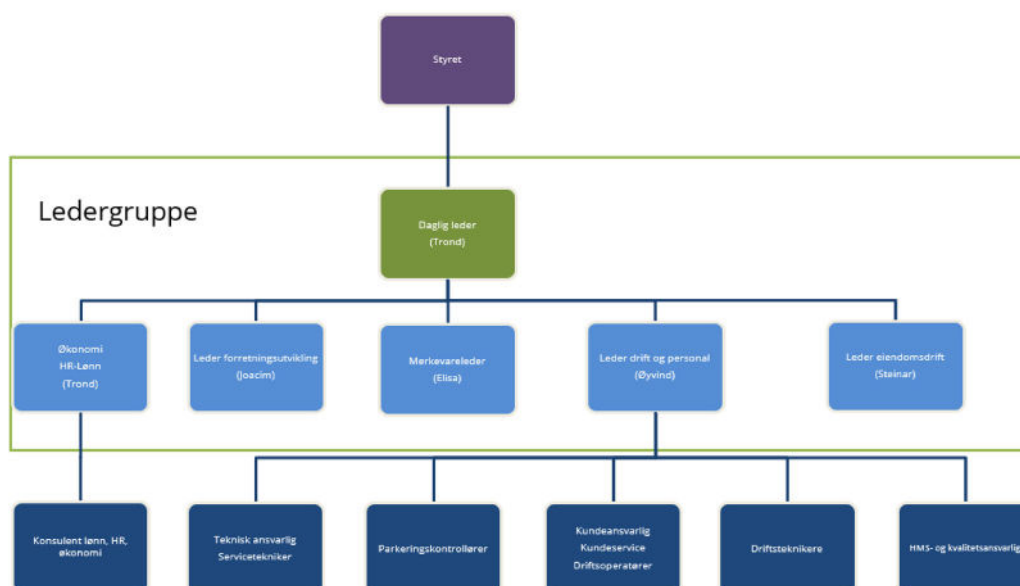 Styret
Ledergruppe
Daglig leder
(Trond)
Økonomi
HR-Lønn
(Trond)
Leder forretningsutvikling
(Joacim)
Merkevareleder
(Elisa)
Leder drift og personal
(Øyvind)
Leder eiendomsdrift
(Steinar)
Konsulent lønn, HR,
økonomi
Teknisk ansvarlig
Servicetekniker
Parkeringskontrollører
Kundeansvarlig
Kundeservice
Driftsoperatører
Driftsteknikere
HMS- og kvalitetsansvarlig